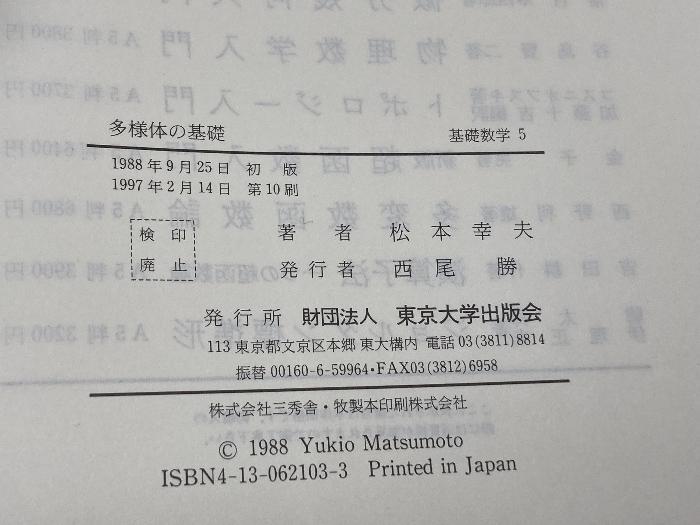 多様体の基礎
基礎数学 5
1988 年 9 月 25 日 初 版
1997 年 2 月 14 日 第 10 刷
検 印
廃 止
著 者 松 本 幸 夫
発行者 西 尾 勝
発 行 所 財団法人 東京大学出版会
113 東京都文京区本郷 東大構内 電話 03 (3811) 8814
振替 00160-6-59964・FAX03 (3812) 6958
株式会社三秀舎・牧製本印刷株式会社
© 1988 Yukio Matsumoto
ISBN4-13-062103-3 Printed in Japan